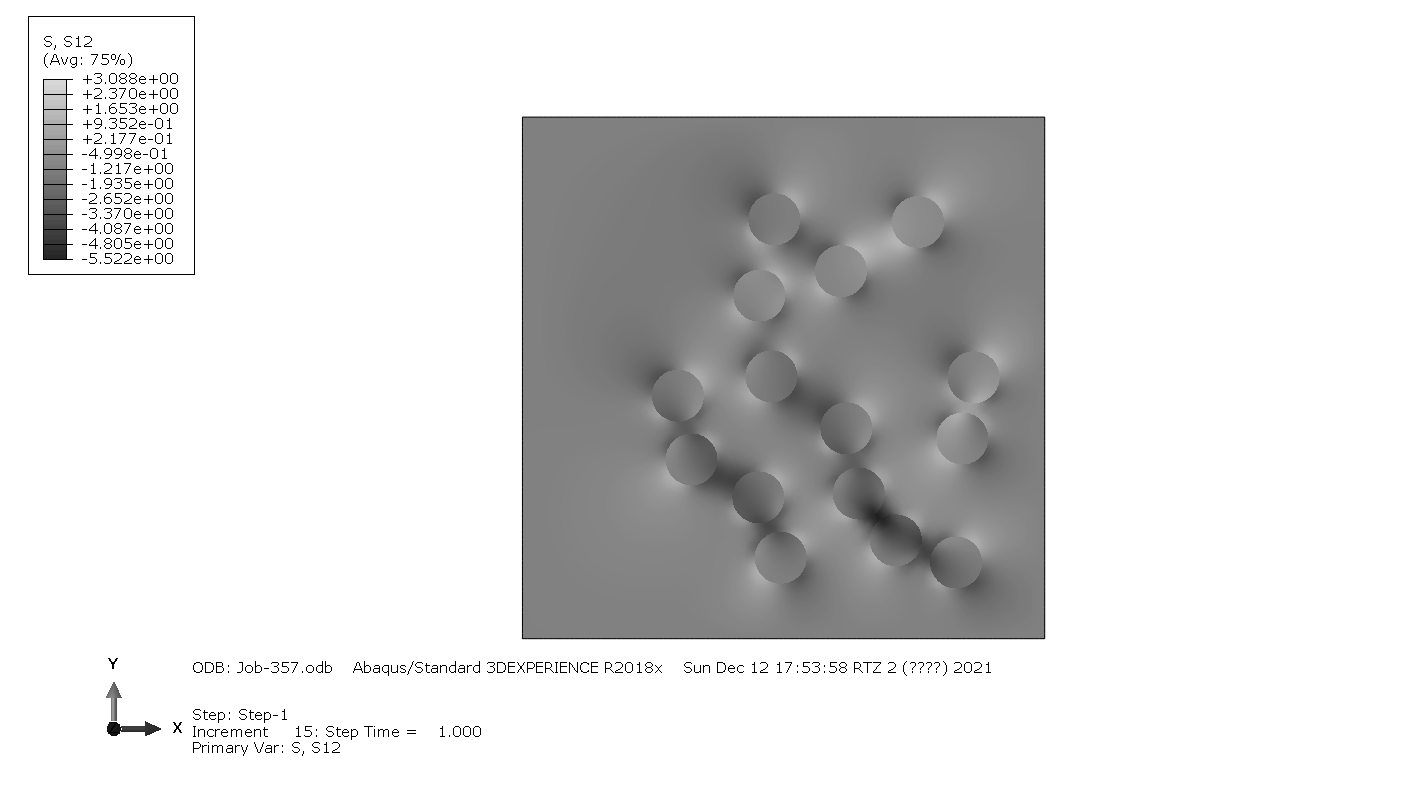 S, S12
(Avg: 75%)
+3.088e+00
+2.370e+00
+1.653e+00
+9.352e-01
+2.177e-01
-4.998e-01
-1.217e+00
-1.935e+00
-2.652e+00
-3.370e+00
-4.087e+00
-4.805e+00
-5.522e+00
Y
X
ODB: Job-357.odb Abaqus/Standard 3DEXPERIENCE R2018x Sun Dec 12 17:53:58 RTZ 2 (????) 2021
Step: Step-1
Increment 15: Step Time = 1.000
Primary Var: S, S12